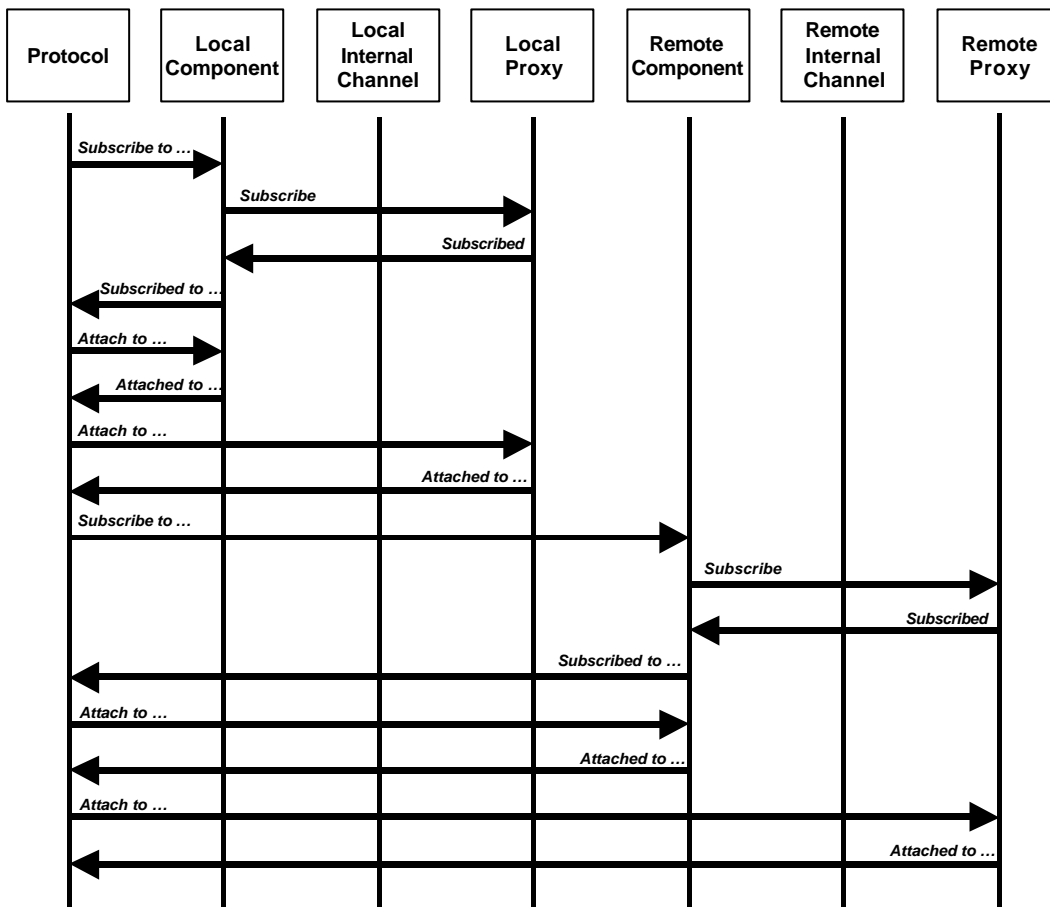 Protocol
Local
Component
Local
Internal
Channel
Local
Proxy
Remote
Component
Remote
Internal
Channel
Remote
Proxy
Subscribe to …
Subscribe
Subscribed
Subscribed to …
Attach to …
Attached to …
Attach to …
Attached to …
Subscribe to …
Subscribe
Subscribed
Subscribed to …
Attach to …
Attached to …
Attach to …
Attached to …